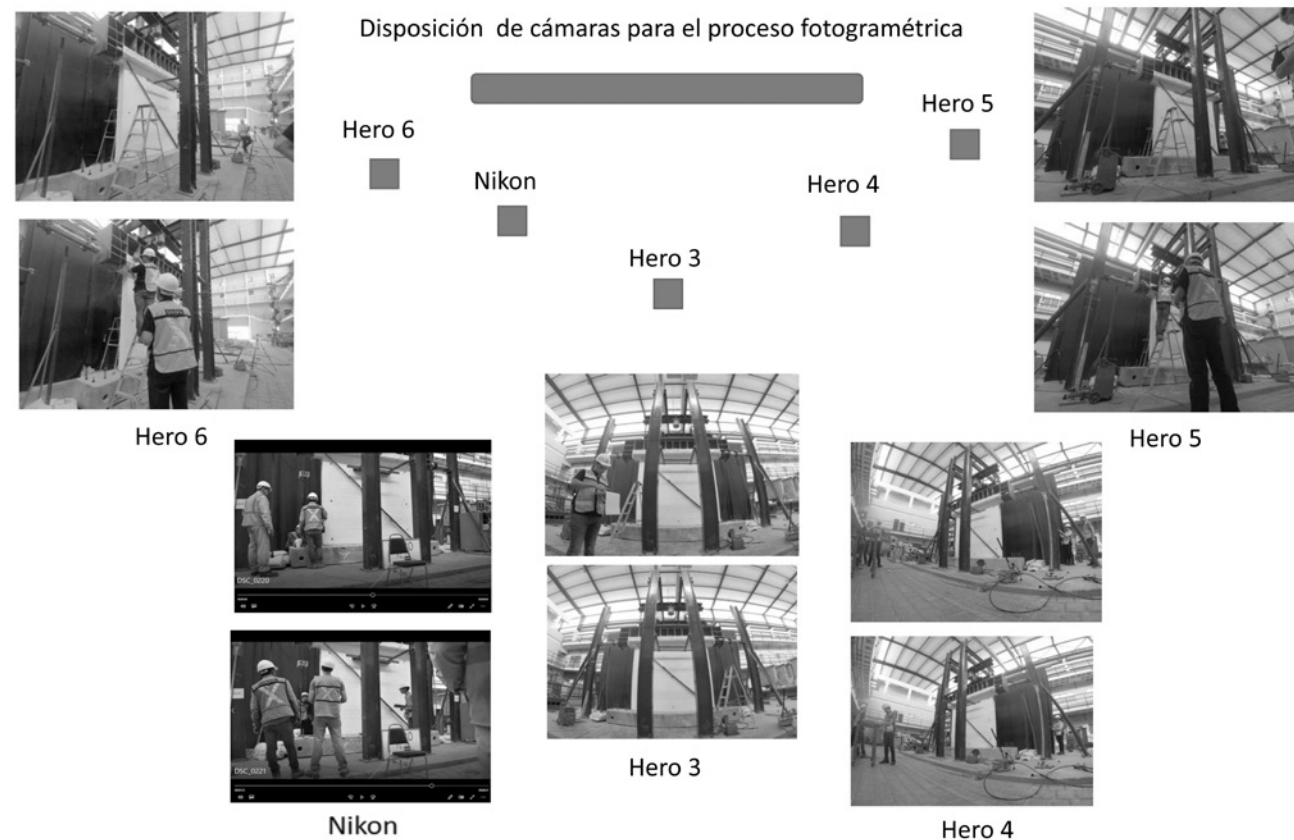 Disposición de cámaras para el proceso fotogramétrica
Hero 6
Hero 5
Nikon
Hero 4
Hero 3
Hero 6
Hero 5
DSC_0220
DSC_0221
Hero 3
Nikon
Hero 4